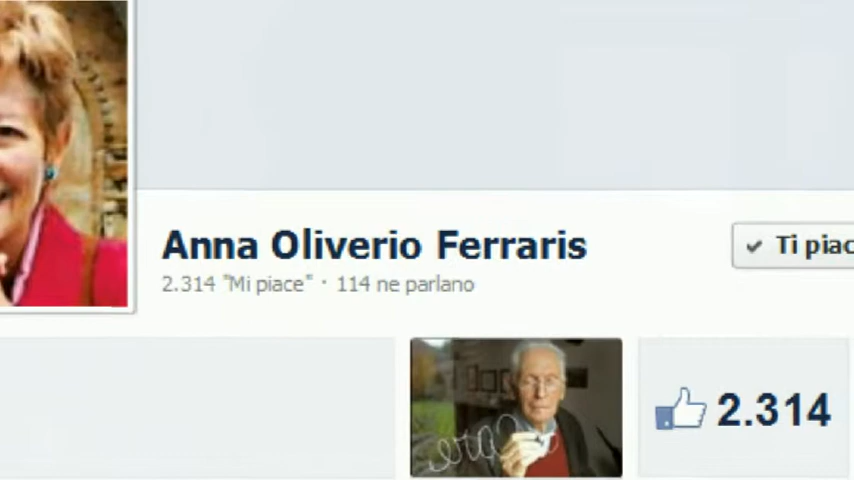 Anna Oliverio Ferraris
Ti piac
2.314 "Mi piace" · 114 ne parlano
2.314